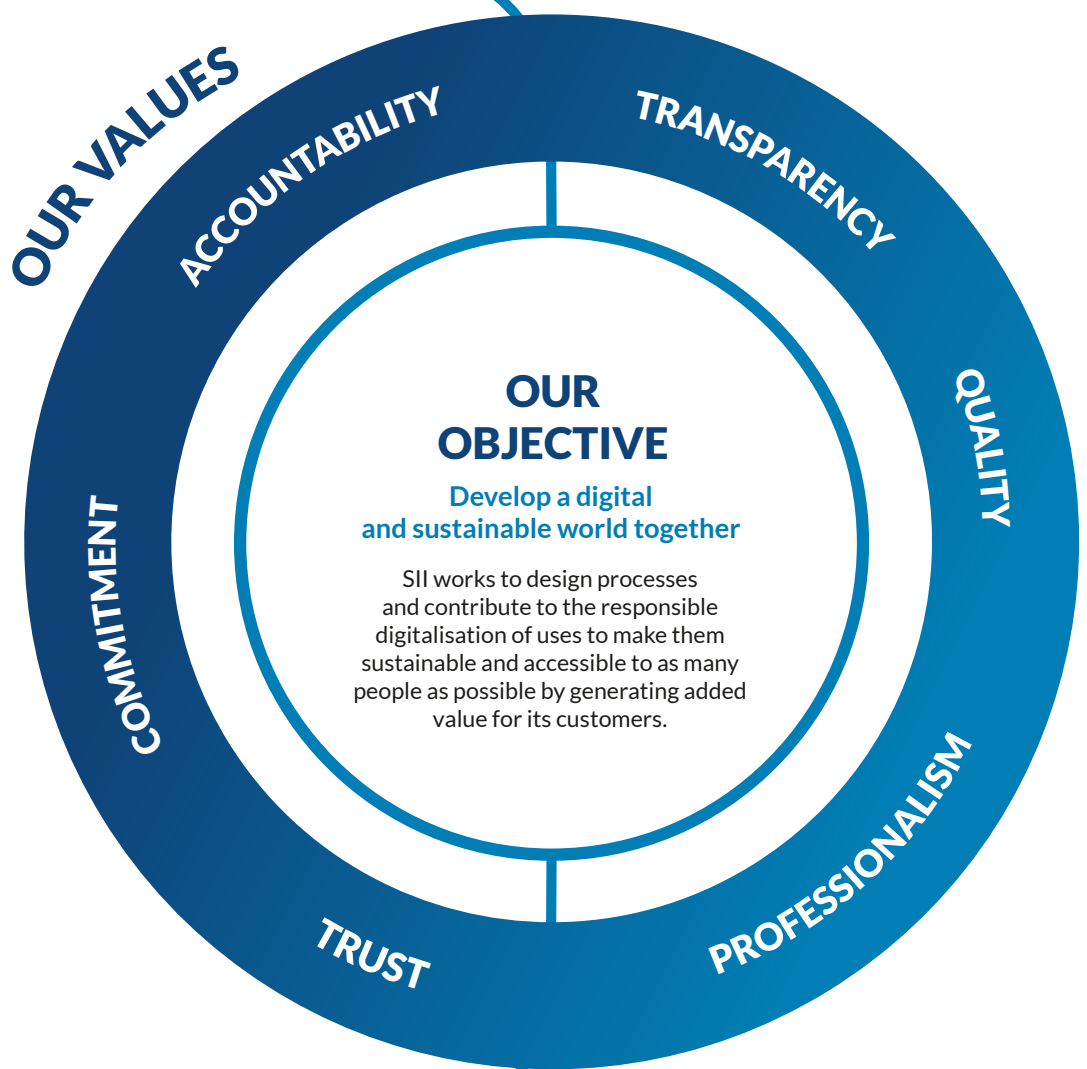 OUR VALUES
ACCOUNTABILITY
TRANSPARENCY
QUALITY
PROFESSIONALISM
TRUST
COMMITMENT
OUR
OBJECTIVE
Develop a digital
and sustainable world together
SII works to design processes
and contribute to the responsible
digitalisation of uses to make them
sustainable and accessible to as many
people as possible by generating added
value for its customers.